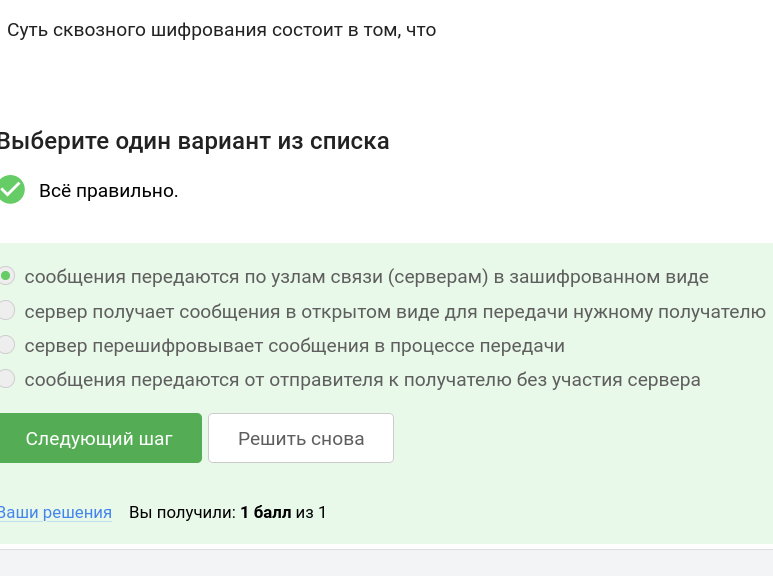 Суть сквозного шифрования состоит в том, что
Выберите один вариант из списка
Всё правильно.
сообщения передаются по узлам связи (серверам) в зашифрованном виде
сервер получает сообщения в открытом виде для передачи нужному получателю
сервер перешифровывает сообщения в процессе передачи
сообщения передаются от отправителя к получателю без участия сервера
Следующий шаг Решить снова
Ваши решения Вы получили: 1 балл из 1